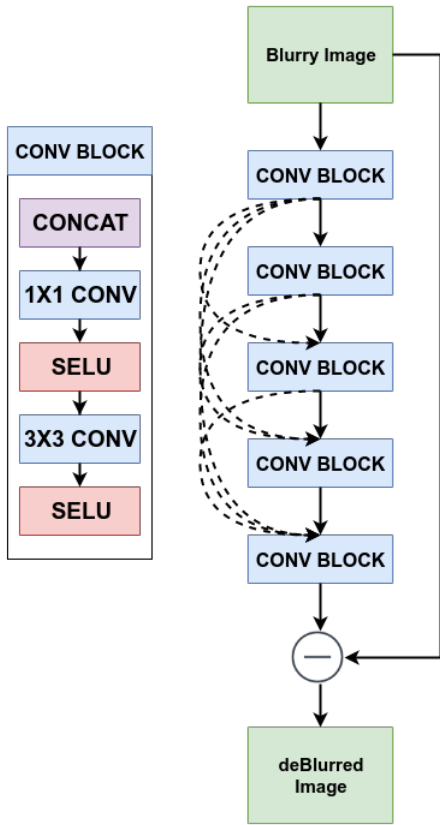 Blurry Image
CONV BLOCK
CONCAT
1X1 CONV
SELU
3X3 CONV
SELU
CONV BLOCK
CONV BLOCK
CONV BLOCK
CONV BLOCK
CONV BLOCK
deBlurred
Image